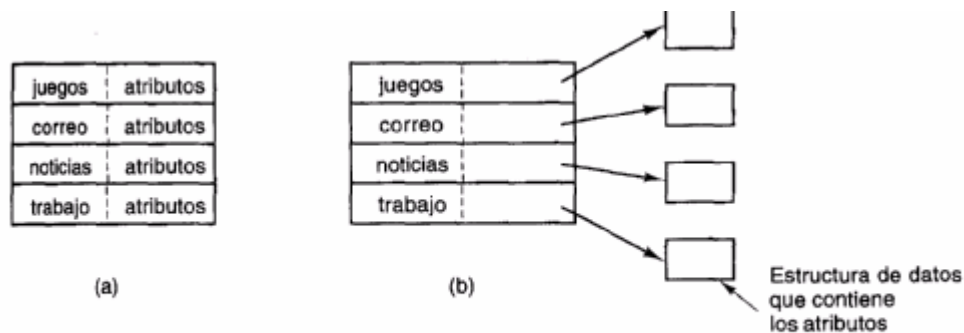 juegos atributos
correo atributos
noticias atributos
trabajo atributos
(a)
juegos
correo
noticias
trabajo
(b)
Estructura de datos
que contiene
los atributos